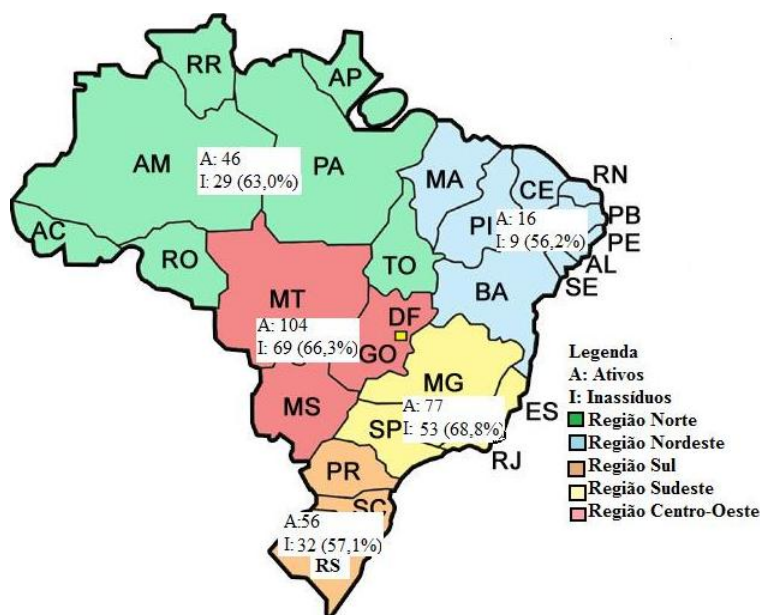 RR
AP
AM
PA
A: 46
I: 29 (63,0%)
MA
CE
RN
PI
PB
A: 16
I: 9 (56,2%)
PE
AL
SE
AC
RO
TO
BA
MT
DF
A: 104
I: 69 (66,3%)
GO
MG
ES
MS
A: 77
I: 53 (68,8%)
SP
RJ
PR
SC
A:56
I: 32 (57,1%)
RS
Legenda
A: Ativos
I: Inassíduos
Região Norte
Região Nordeste
Região Sul
Região Sudeste
Região Centro-Oeste